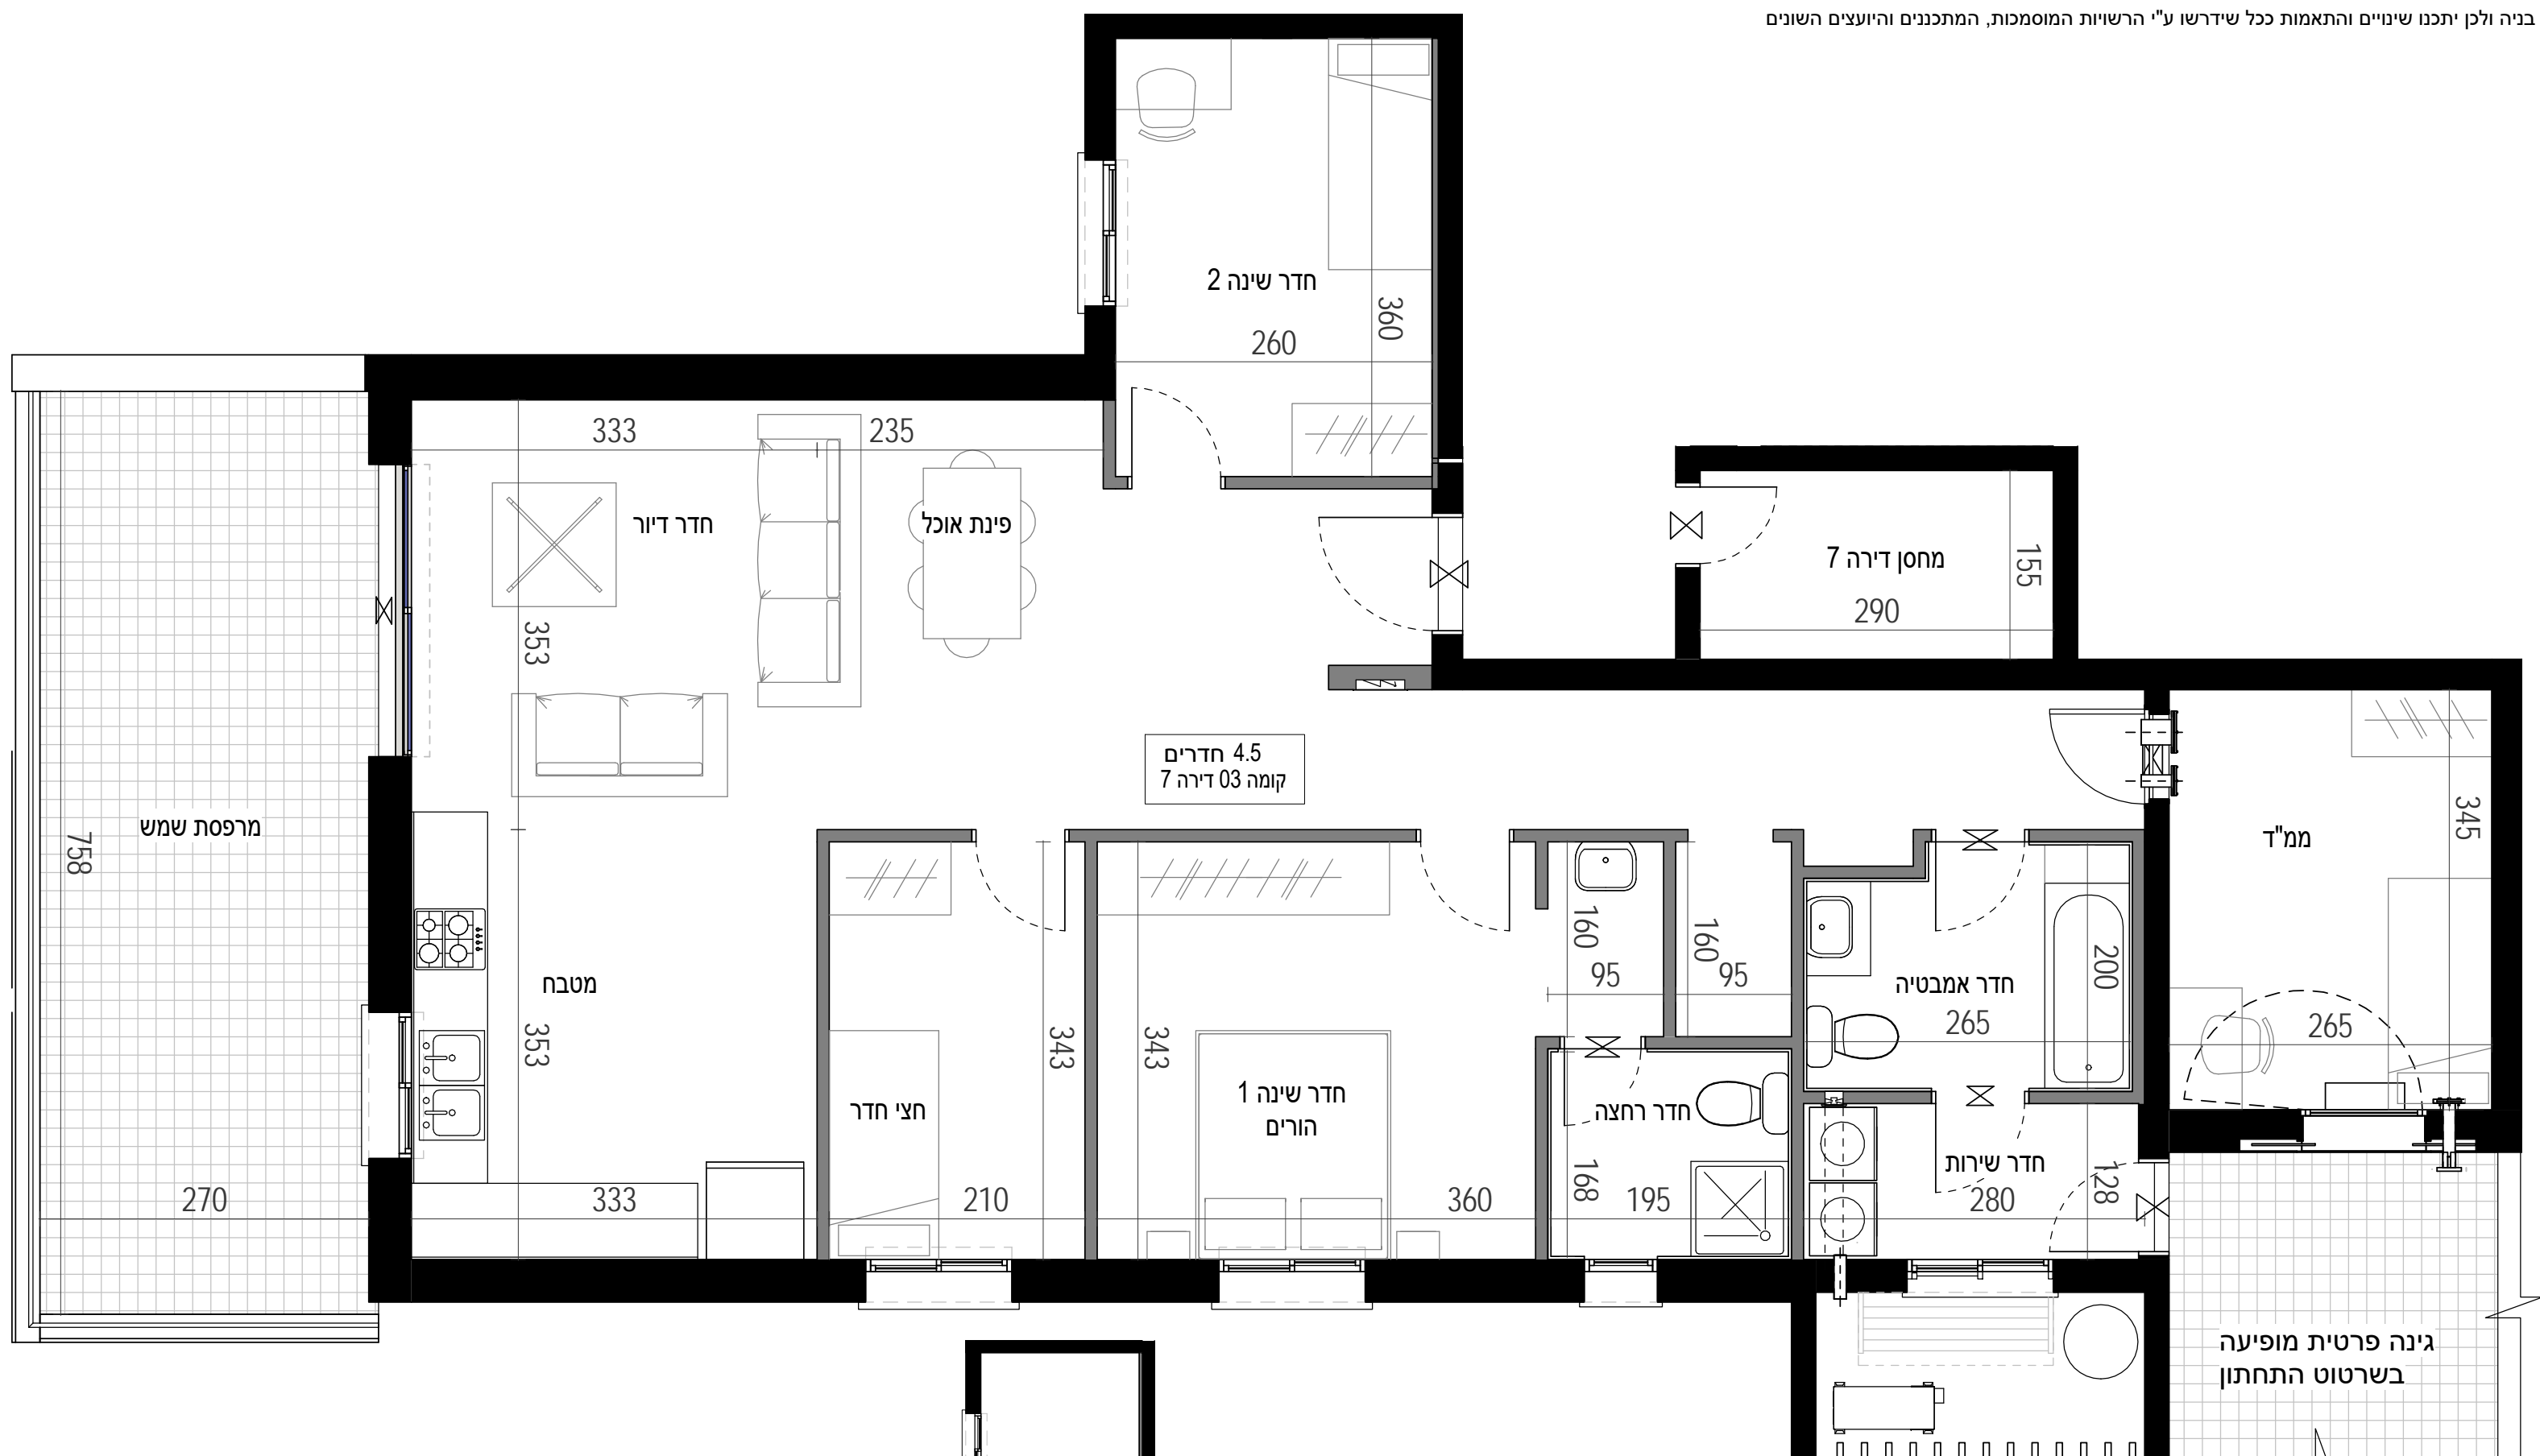 בניה ולכן יתכנו שינויים והתאמות ככל שידרשו ע"י הרשויות המוסמכות, המתכננים והיועצים השונים
חדר שינה 2
360
260
333
235
חדר דיור
פינת אוכל
353
מחסן דירה 7
155
290
4.5 חדרים
קומה 03 דירה 7
מרפסת שמש
758
270
מטבח
353
333
חצי חדר
343
210
343
חדר שינה 1
הורים
360
160
95
160
95
חדר רחצה
168
195
חדר אמבטיה
265
200
חדר שירות
280
128
ממ"ד
345
265
גינה פרטית מופיעה
בשרטוט התחתון